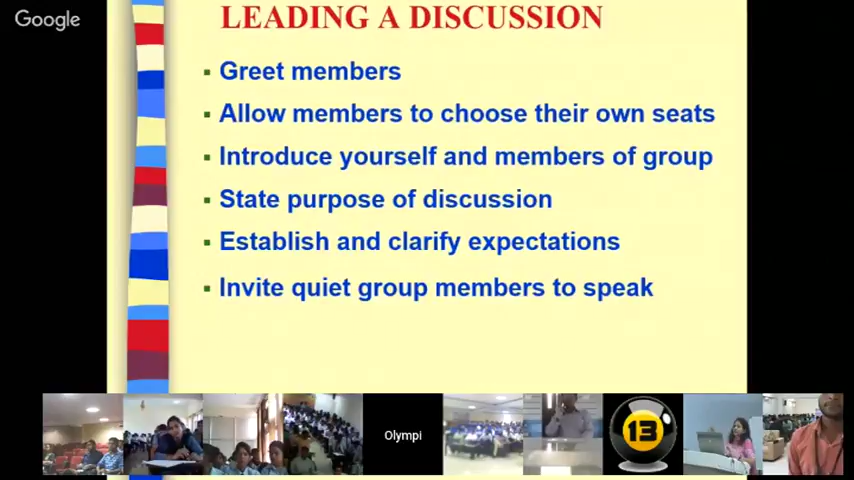 Google
LEADING A DISCUSSION
▪ Greet members
▪ Allow members to choose their own seats
▪ Introduce yourself and members of group
▪ State purpose of discussion
▪ Establish and clarify expectations
▪ Invite quiet group members to speak
Olympi
13